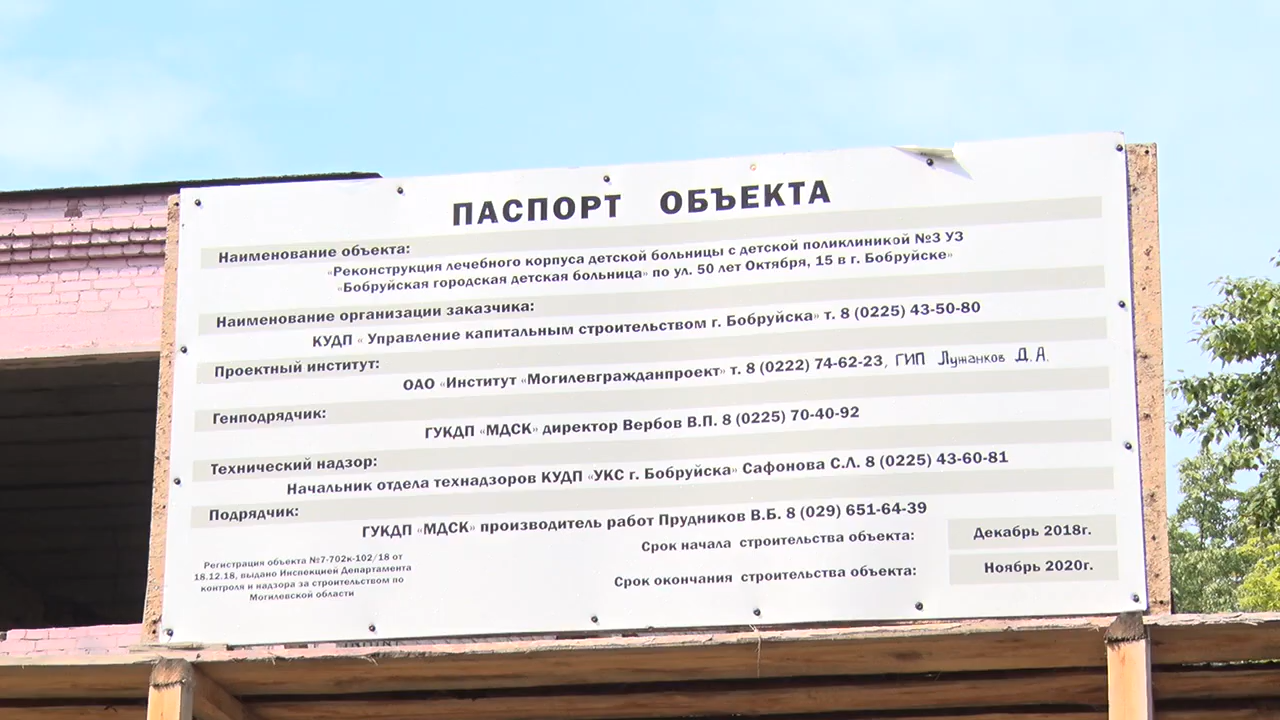 ПАСПОРТ ОБЪЕКТА
Наименование объекта:
«Реконструкция лечебного корпуса детской больницы с детской поликлиникой №3 УЗ
«Бобруйская городская детская больница» по ул. 50 лет Октября, 15 в г. Бобруйске»
Наименование организации заказчика:
КУДП « Управление капитальным строительством г. Бобруйска» т. 8 (0225) 43-50-80
Проектный институт:
ОАО «Институт «Могилевгражданпроект» т. 8 (0222) 74-62-23, ГИП Лужанков Д.А.
Генподрядчик:
ГУКДП «МДСК» директор Вербов В.П. 8 (0225) 70-40-92
Технический надзор:
Начальник отдела технадзоров КУДП «УКС г. Бобруйска» Сафонова С.Л. 8 (0225) 43-60-81
Подрядчик:
ГУКДП «МДСК» производитель работ Прудников В.Б. 8 (029) 651-64-39
Срок начала строительства объекта: Декабрь 2018г.
Срок окончания строительства объекта: Ноябрь 2020г.
Регистрация объекта №7-702к-102/18 от
18.12.18, выдано Инспекцией Департамента
контроля и надзора за строительством по
Могилевской области